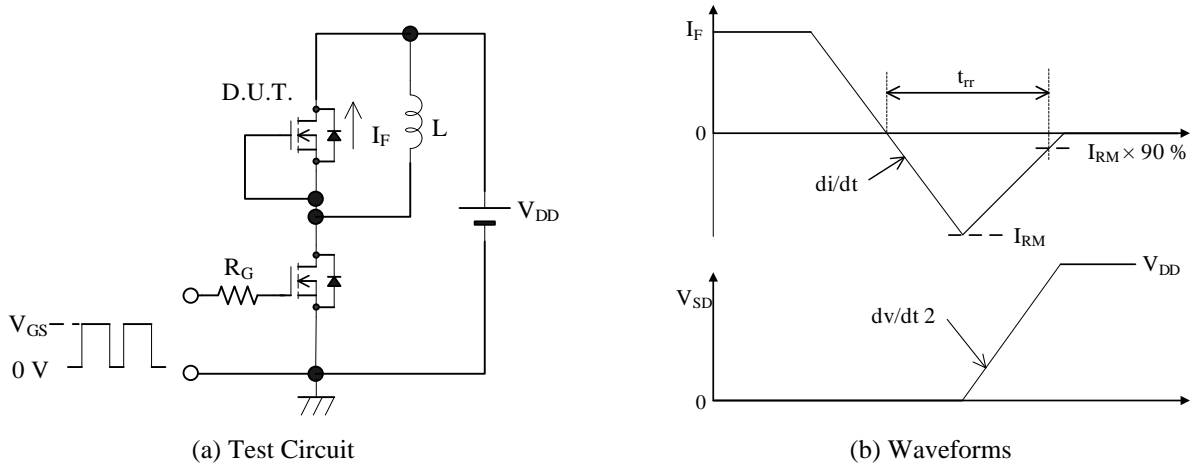 D.U.T.
I_F
L
V_DD
R_G
V_GS
0 V
(a) Test Circuit
I_F
t_rr
0
I_RM × 90 %
di/dt
I_RM
V_DD
V_SD
dv/dt 2
0
(b) Waveforms